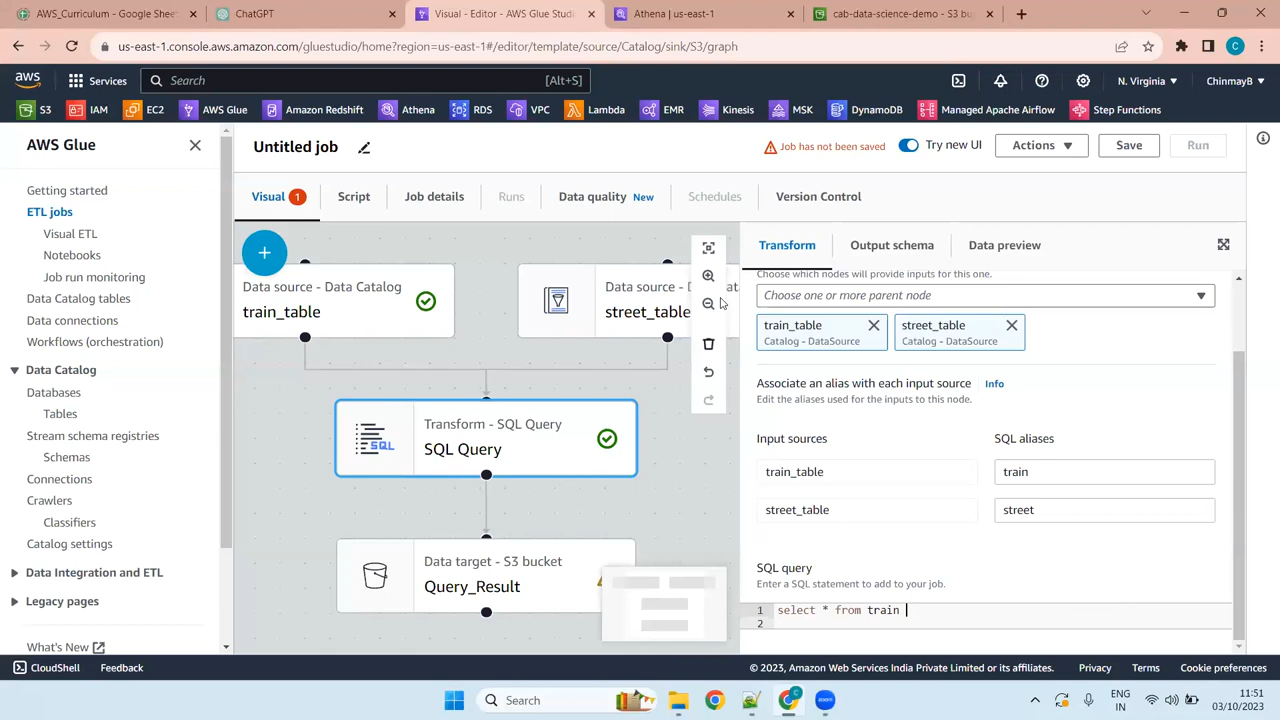 AWS_Curriculum - Google Sheet
ChatGPT
Visual - Editor - AWS Glue Studi
Athena | us-east-1
cab-data-science-demo - S3 bu
us-east-1.console.aws.amazon.com/gluestudio/home?region=us-east-1#/editor/template/source/Catalog/sink/S3/graph
C
aws
Services
Search
[Alt+S]
N. Virginia
ChinmayB
S3
IAM
EC2
AWS Glue
Amazon Redshift
Athena
RDS
VPC
Lambda
EMR
Kinesis
MSK
DynamoDB
Managed Apache Airflow
Step Functions
AWS Glue
Getting started
ETL jobs
Visual ETL
Notebooks
Job run monitoring
Data Catalog tables
Data connections
Workflows (orchestration)
Data Catalog
Databases
Tables
Stream schema registries
Schemas
Connections
Crawlers
Classifiers
Catalog settings
Data Integration and ETL
Legacy pages
What's New
Untitled job
Job has not been saved
Try new UI
Actions
Save
Run
Visual 1
Script
Job details
Runs
Data quality New
Schedules
Version Control
Data source - Data Catalog
train_table
Data source - Da
at
street_table
Transform - SQL Query
SQL
SQL Query
Data target - S3 bucket
Query_Result
Transform
Output schema
Data preview
Choose which nodes will provide inputs for this one.
Choose one or more parent node
train_table
Catalog - DataSource
street_table
Catalog - DataSource
Associate an alias with each input source Info
Edit the aliases used for the inputs to this node.
Input sources
SQL aliases
train_table
train
street_table
street
SQL query
Enter a SQL statement to add to your job.
1 select * from train
2
CloudShell
Feedback
© 2023, Amazon Web Services India Private Limited or its affiliates.
Privacy
Terms
Cookie preferences
Search
ENG
IN
11:51
03/10/2023